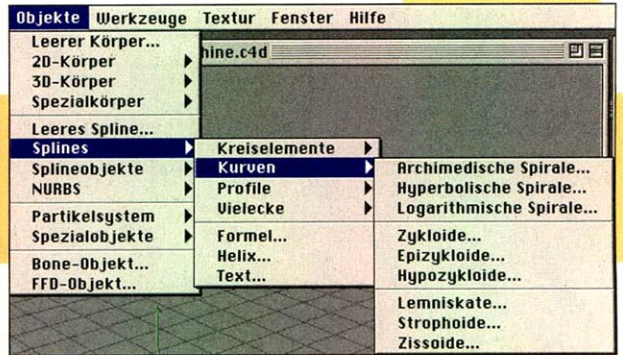 Objekte Werkzeuge Textur Fenster Hilfe
hine.c4d
Leerer Körper...
2D-Körper
3D-Körper
Spezialkörper
Leeres Spline...
Splines
Splineobjekte
NURBS
Partikelsystem
Spezialobjekte
Bone-Objekt...
FFD-Objekt...
Kreiselemente
Kurven
Profile
Vielecke
Formel...
Helix...
Text...
Archimedische Spirale...
Hyperbolische Spirale...
Logarithmische Spirale...
Zykloide...
Epizykloide...
Hypozykloide...
Lemniskate...
Strophoide...
Zissoide...